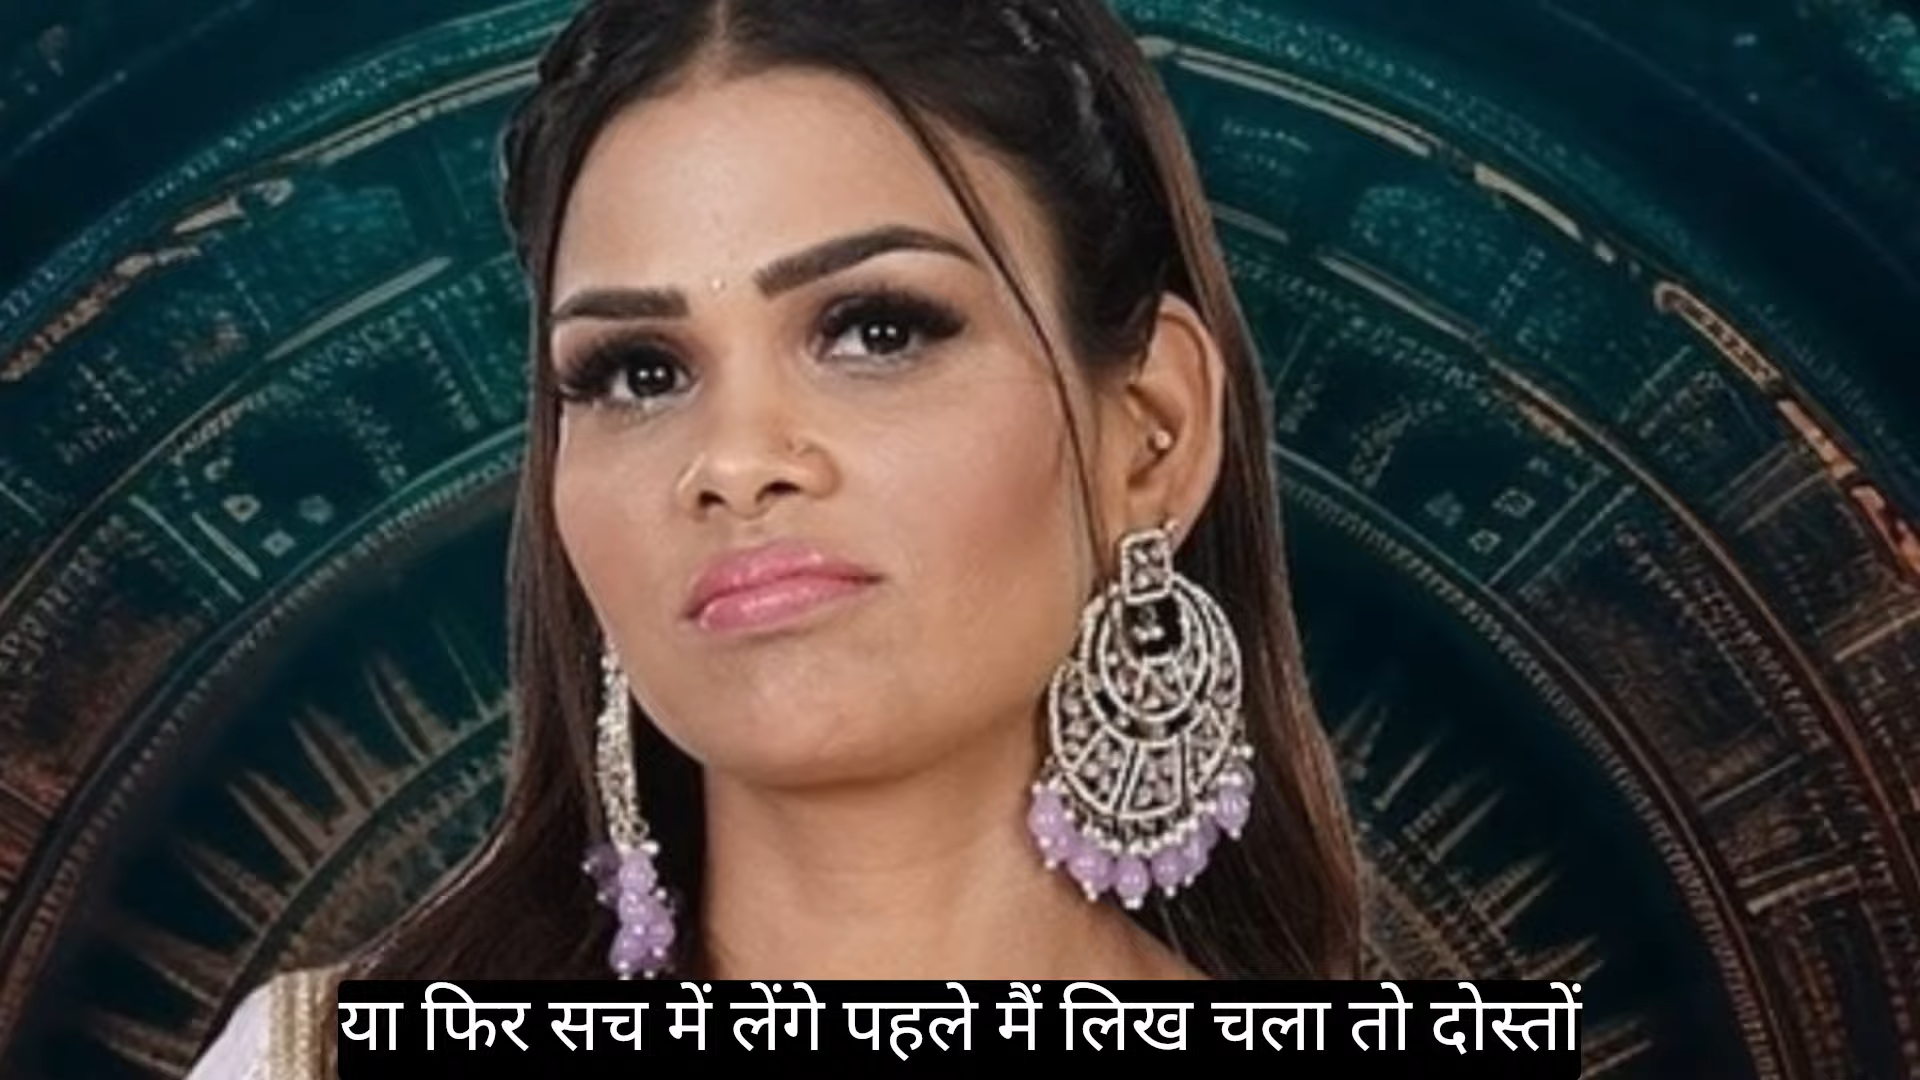 या फिर सच में लेंगे पहले मैं लिख चला तो दोस्तों